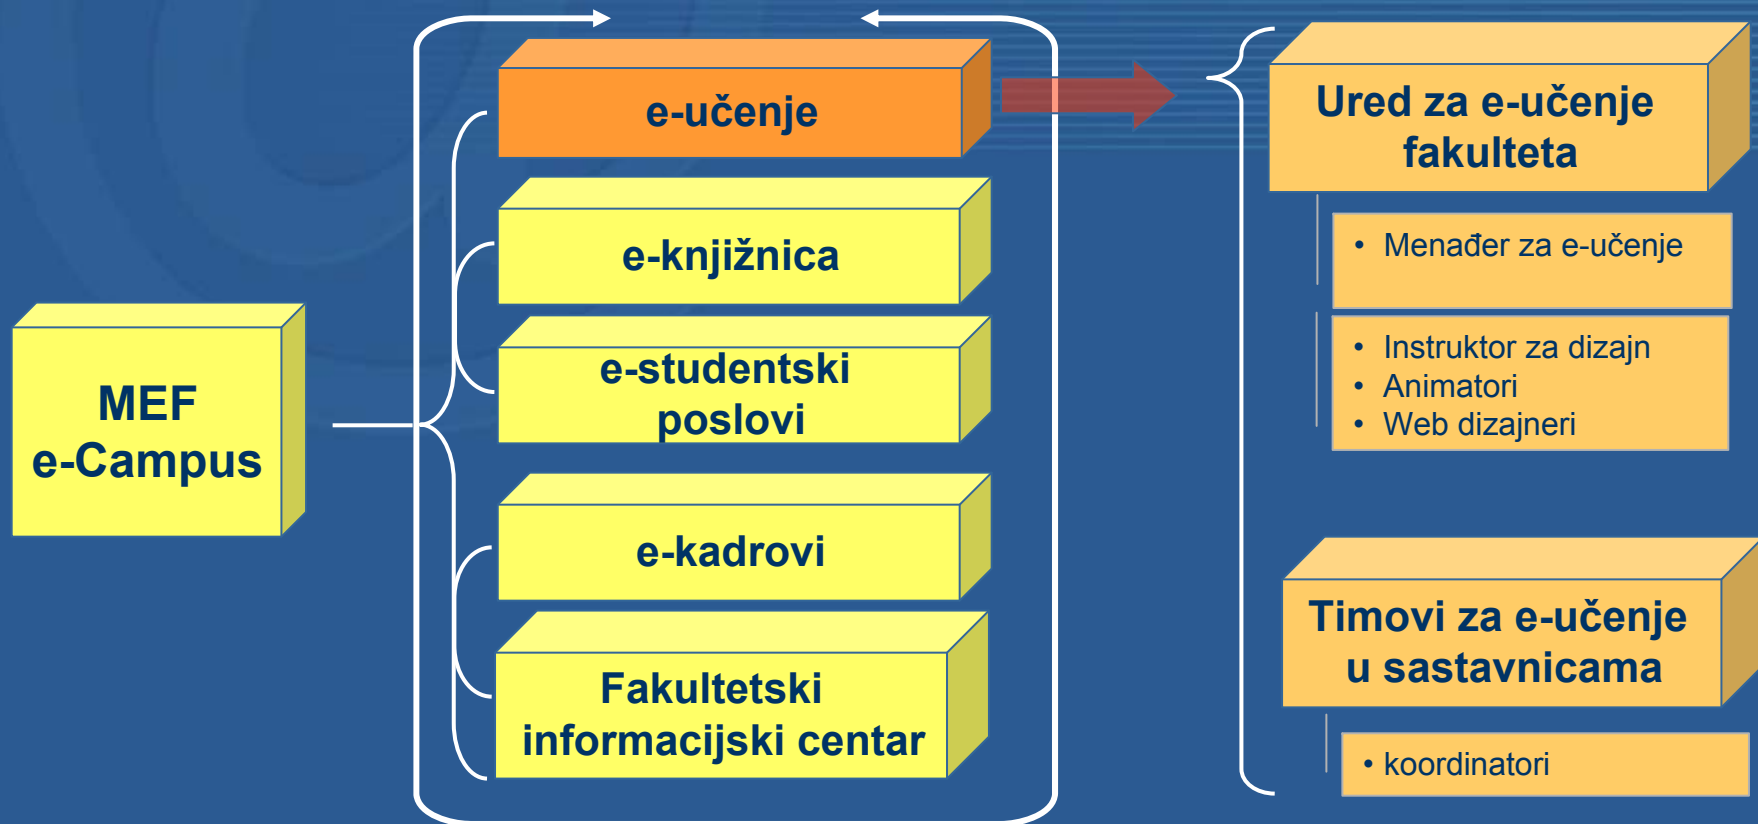 MEF
e-Campus
e-učenje
e-knjižnica
e-studentski
poslovi
e-kadrovi
Fakultetski
informacijski centar
Ured za e-učenje
fakulteta
• Menađer za e-učenje
• Instruktor za dizajn
• Animatori
• Web dizajneri
Timovi za e-učenje
u sastavnicama
• koordinatori